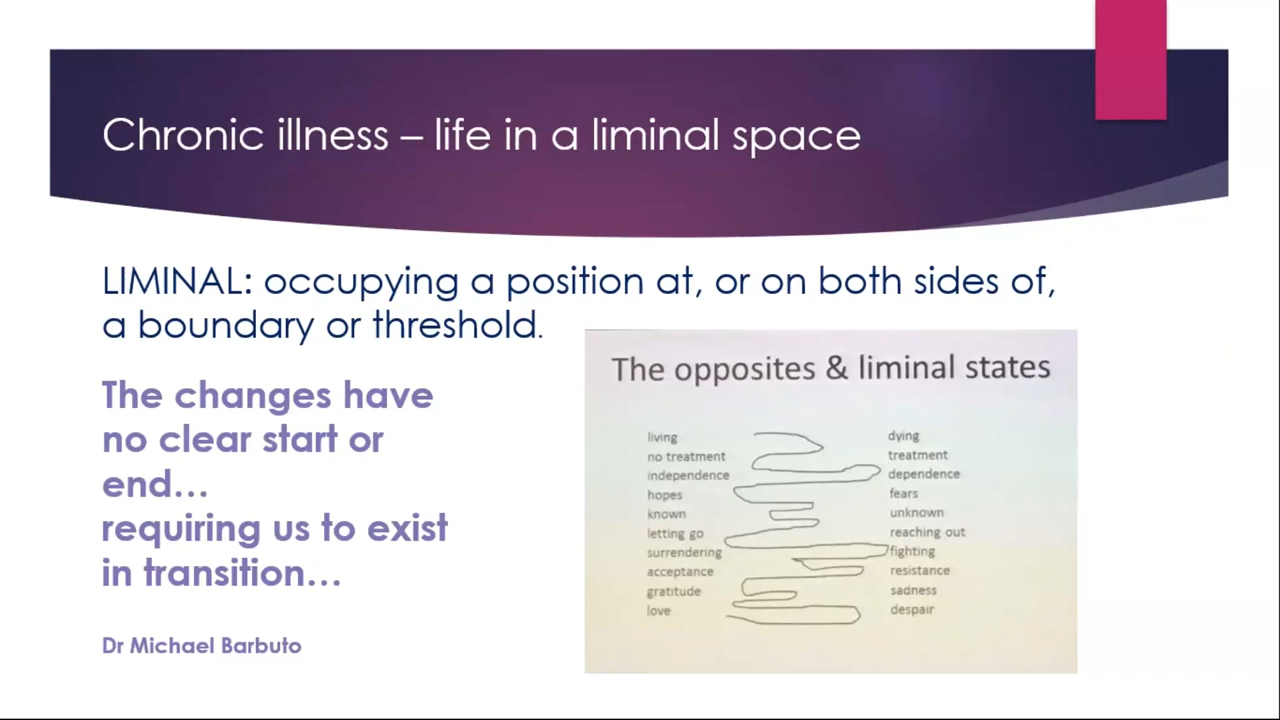 Chronic illness – life in a liminal space
LIMINAL: occupying a position at, or on both sides of,
a boundary or threshold.
The changes have
no clear start or
end…
requiring us to exist
in transition…
Dr Michael Barbuto
The opposites & liminal states
living dying
no treatment treatment
independence dependence
hopes fears
known unknown
letting go reaching out
surrendering fighting
acceptance resistance
gratitude sadness
love despair